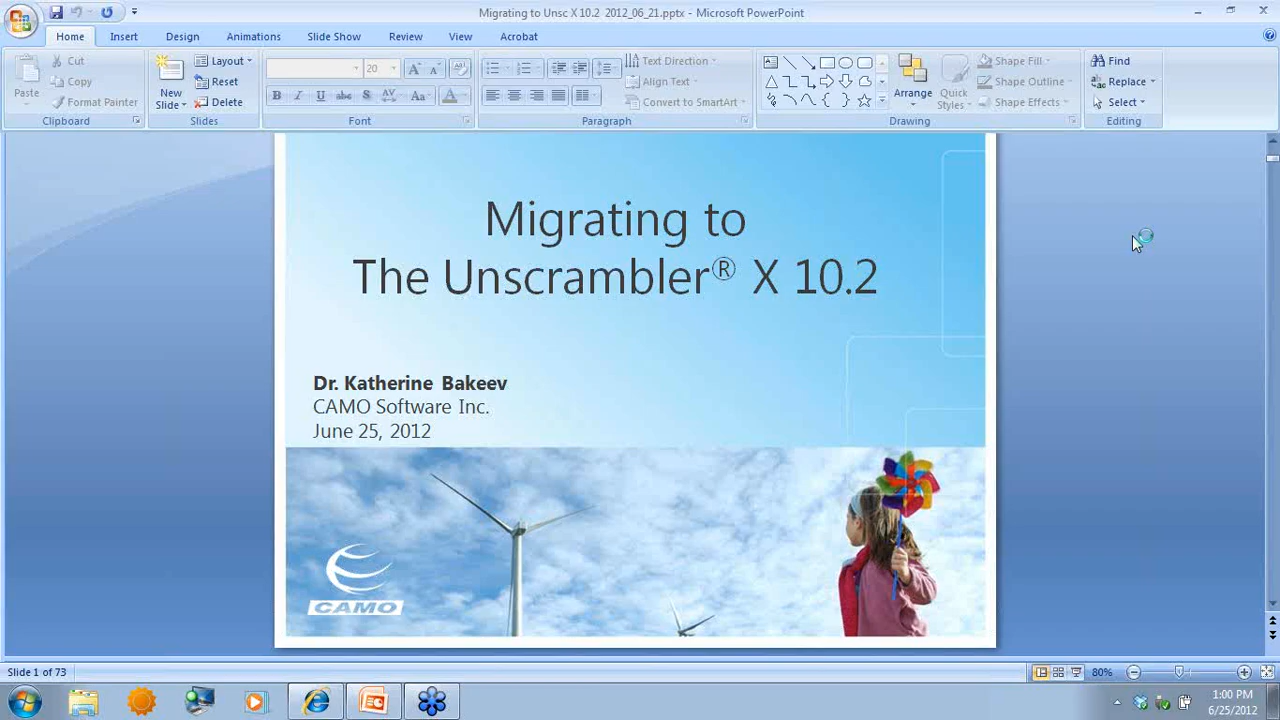 Migrating to Unsc X 10.2 2012_06_21.pptx - Microsoft PowerPoint
Home Insert Design Animations Slide Show Review View Acrobat
Paste
Cut
Copy
Format Painter
Clipboard
New Slide
Layout
Reset
Delete
Slides
20
B I U abc S AV Aa A
Font
Text Direction
Align Text
Convert to SmartArt
Paragraph
Arrange
Quick Styles
Shape Fill
Shape Outline
Shape Effects
Drawing
Find
Replace
Select
Editing
Migrating to
The Unscrambler® X 10.2
Dr. Katherine Bakeev
CAMO Software Inc.
June 25, 2012
CAMO
Slide 1 of 73
80%
1:00 PM
6/25/2012